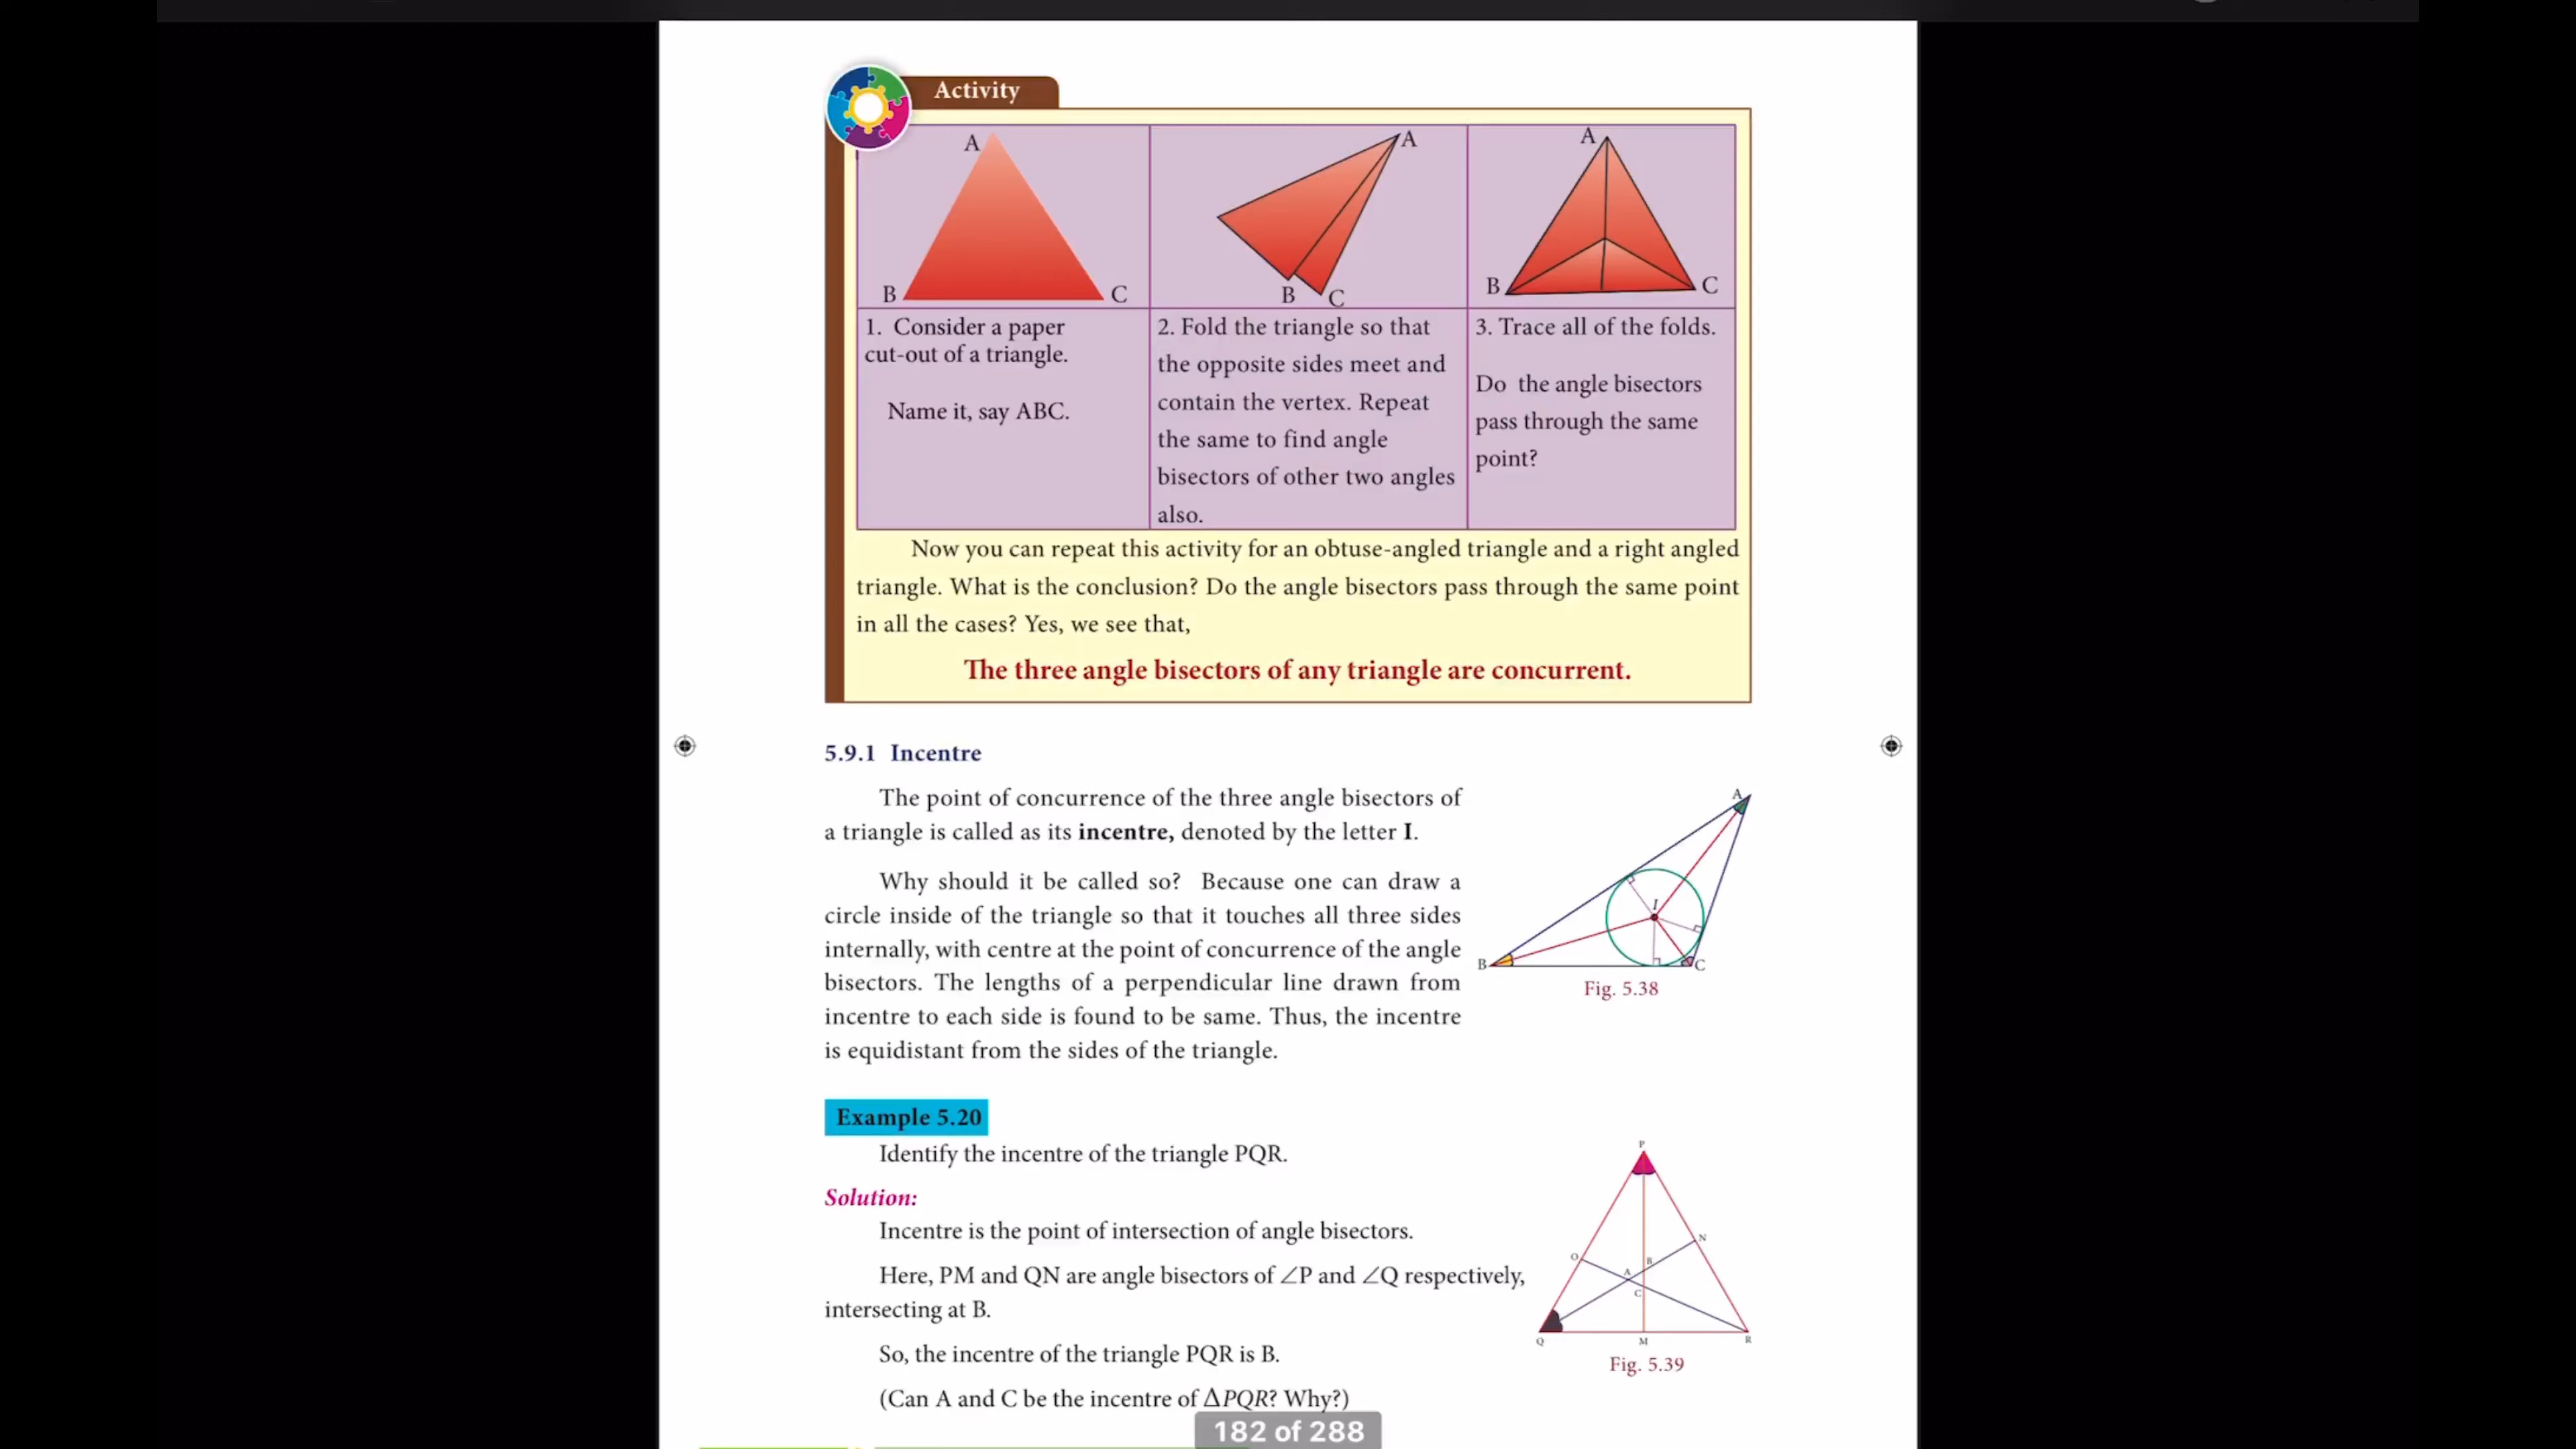 Activity
A
B
C
A
B
C
A
B
C
1. Consider a paper
cut-out of a triangle.
Name it, say ABC.
2. Fold the triangle so that
the opposite sides meet and
contain the vertex. Repeat
the same to find angle
bisectors of other two angles
also.
3. Trace all of the folds.
Do the angle bisectors
pass through the same
point?
Now you can repeat this activity for an obtuse-angled triangle and a right angled
triangle. What is the conclusion? Do the angle bisectors pass through the same point
in all the cases? Yes, we see that,
The three angle bisectors of any triangle are concurrent.
5.9.1 Incentre
The point of concurrence of the three angle bisectors of
a triangle is called as its incentre, denoted by the letter I.
Why should it be called so? Because one can draw a
circle inside of the triangle so that it touches all three sides
internally, with centre at the point of concurrence of the angle
bisectors. The lengths of a perpendicular line drawn from
incentre to each side is found to be same. Thus, the incentre
is equidistant from the sides of the triangle.
A
I
B
C
Fig. 5.38
Example 5.20
Identify the incentre of the triangle PQR.
Solution:
Incentre is the point of intersection of angle bisectors.
Here, PM and QN are angle bisectors of ∠P and ∠Q respectively,
intersecting at B.
So, the incentre of the triangle PQR is B.
(Can A and C be the incentre of ΔPQR? Why?)
P
N
O
B
A
C
Q
M
R
Fig. 5.39
182 of 288